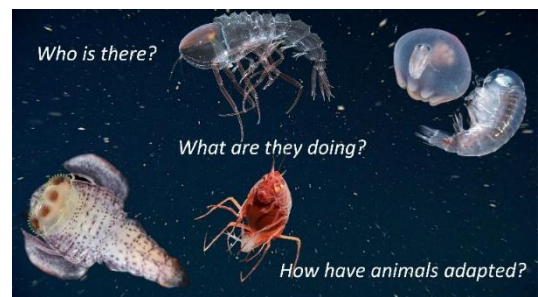 Who is there?
What are they doing?
How have animals adapted?